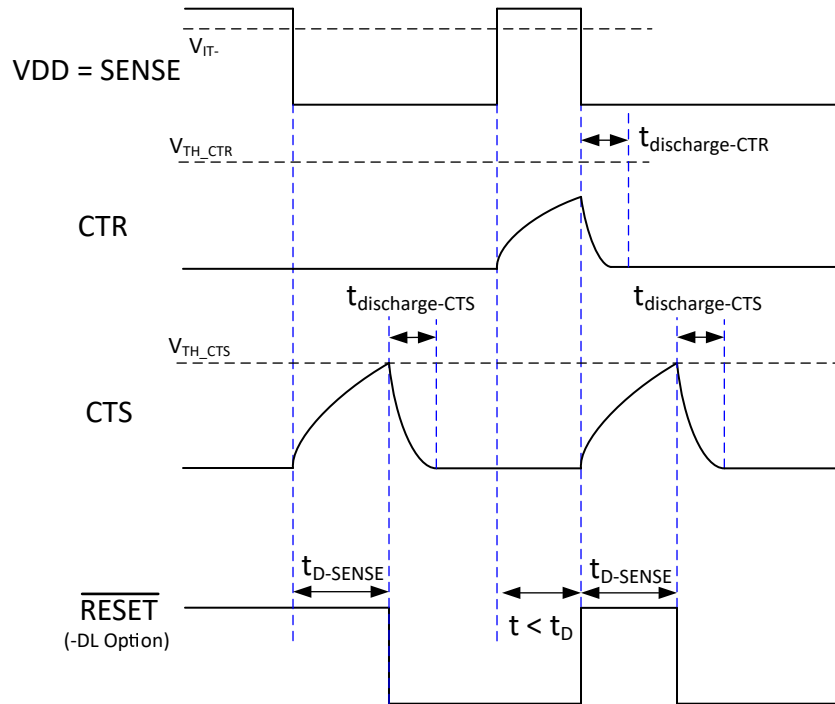 V_IT-
VDD = SENSE
V_TH_CTR
t_discharge-CTR
CTR
t_discharge-CTS
t_discharge-CTS
V_TH_CTS
CTS
t_D-SENSE
t_D-SENSE
RESET
t < t_D
(-DL Option)